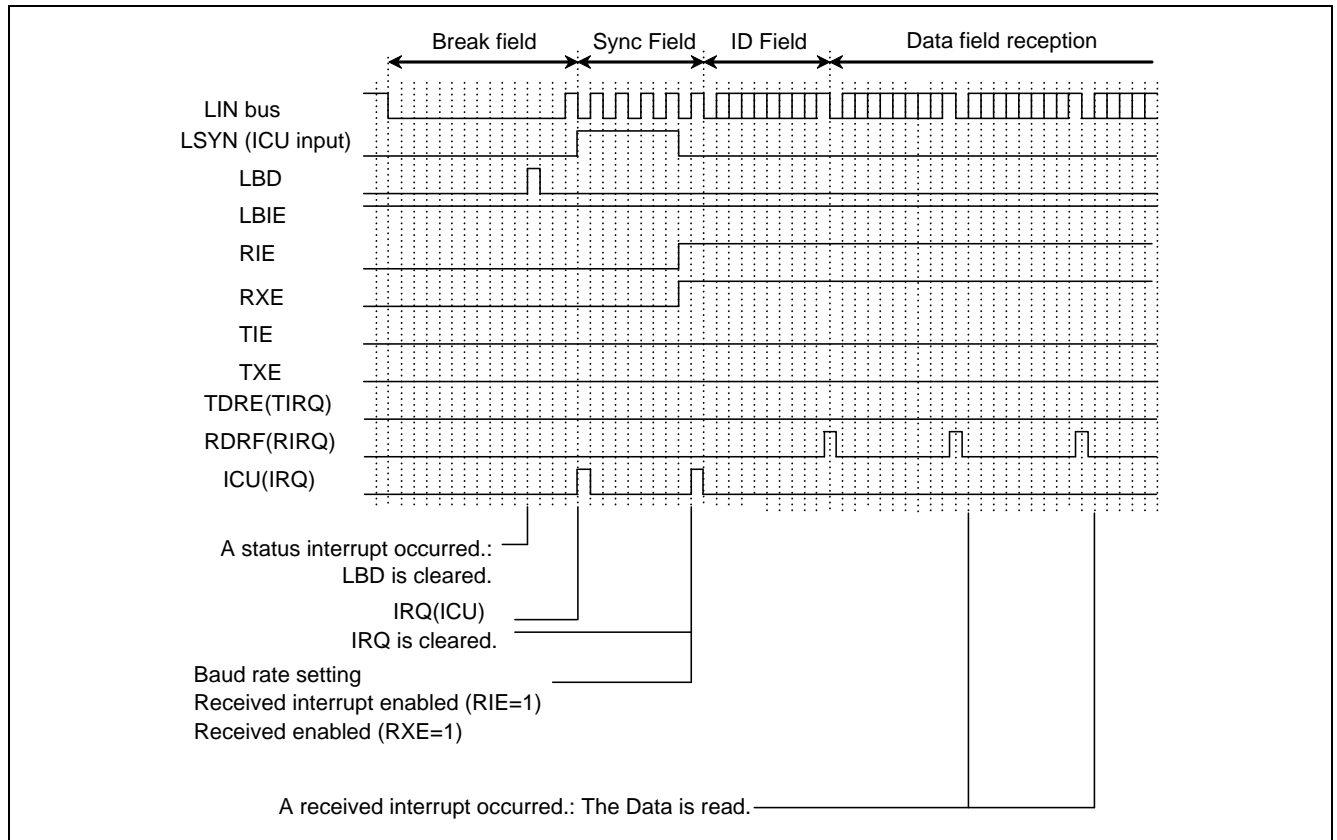 Break field Sync Field ID Field Data field reception
LIN bus
LSYN (ICU input)
LBD
LBIE
RIE
RXE
TIE
TXE
TDRE(TIRQ)
RDRF(RIRQ)
ICU(IRQ)
A status interrupt occurred.:
LBD is cleared.
IRQ(ICU)
IRQ is cleared.
Baud rate setting
Received interrupt enabled (RIE=1)
Received enabled (RXE=1)
A received interrupt occurred.: The Data is read.